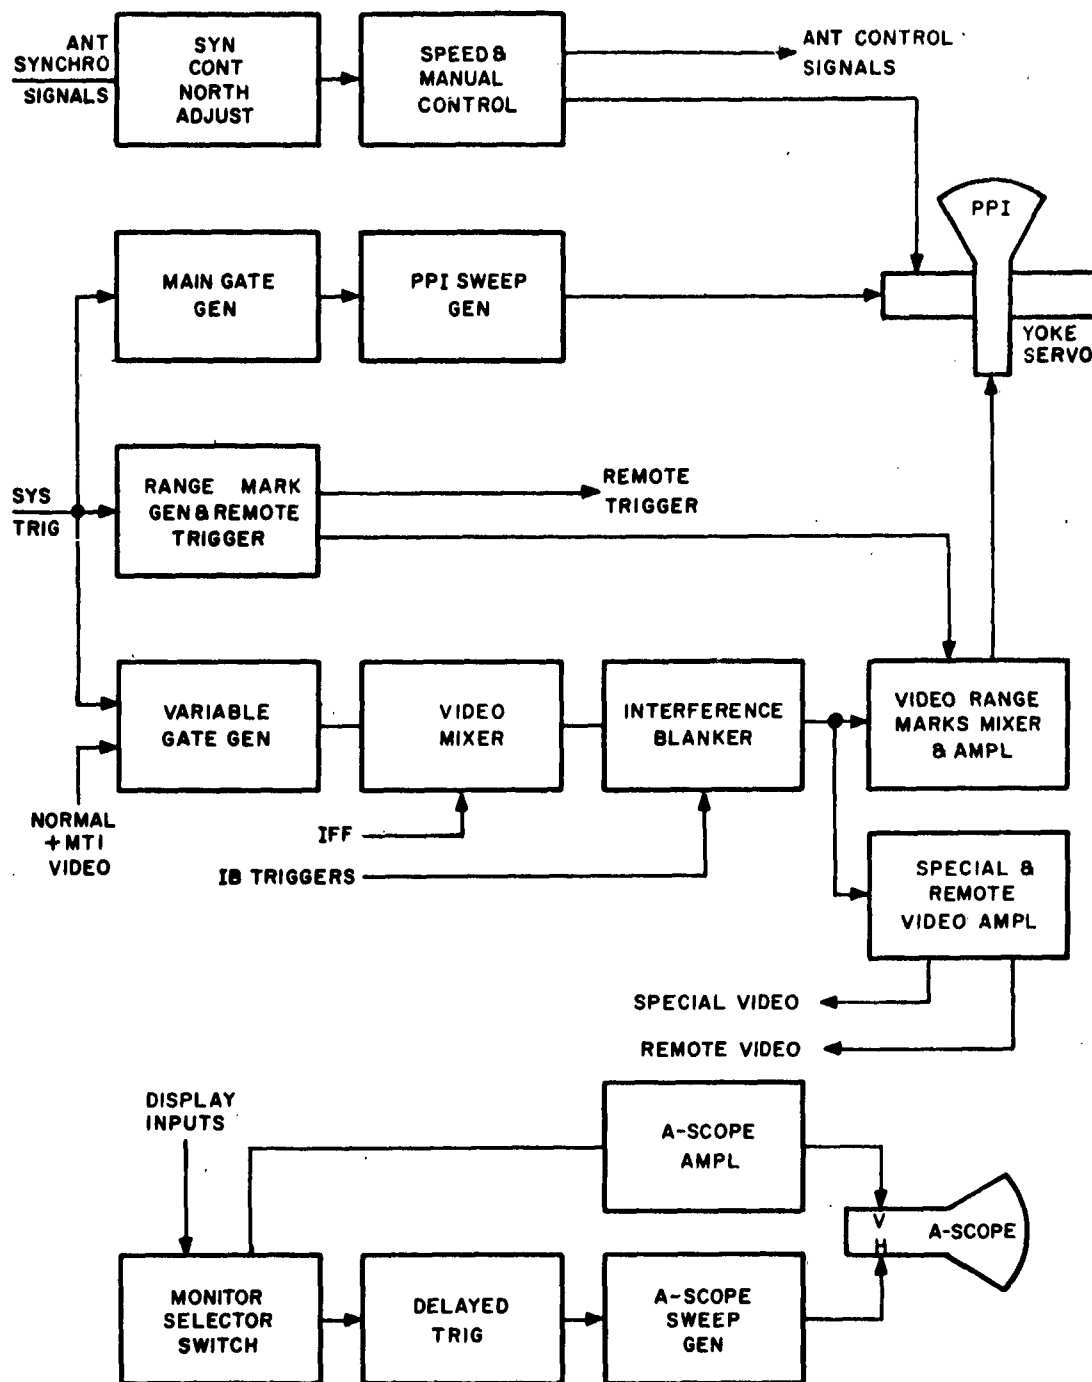 ANT
SYNCHRO
SIGNALS
SYN
CONT
NORTH
ADJUST
SPEED &
MANUAL
CONTROL
ANT CONTROL
SIGNALS
PPI
MAIN GATE
GEN
PPI SWEEP
GEN
YOKE
SERVO
SYS
TRIG
RANGE MARK
GEN & REMOTE
TRIGGER
REMOTE
TRIGGER
VARIABLE
GATE GEN
VIDEO
MIXER
INTERFERENCE
BLANKER
VIDEO RANGE
MARKS MIXER
& AMPL
NORMAL
+ MTI
VIDEO
IFF
IB TRIGGERS
SPECIAL &
REMOTE
VIDEO AMPL
SPECIAL VIDEO
REMOTE VIDEO
DISPLAY
INPUTS
A-SCOPE
AMPL
V
H
A-SCOPE
MONITOR
SELECTOR
SWITCH
DELAYED
TRIG
A-SCOPE
SWEEP
GEN